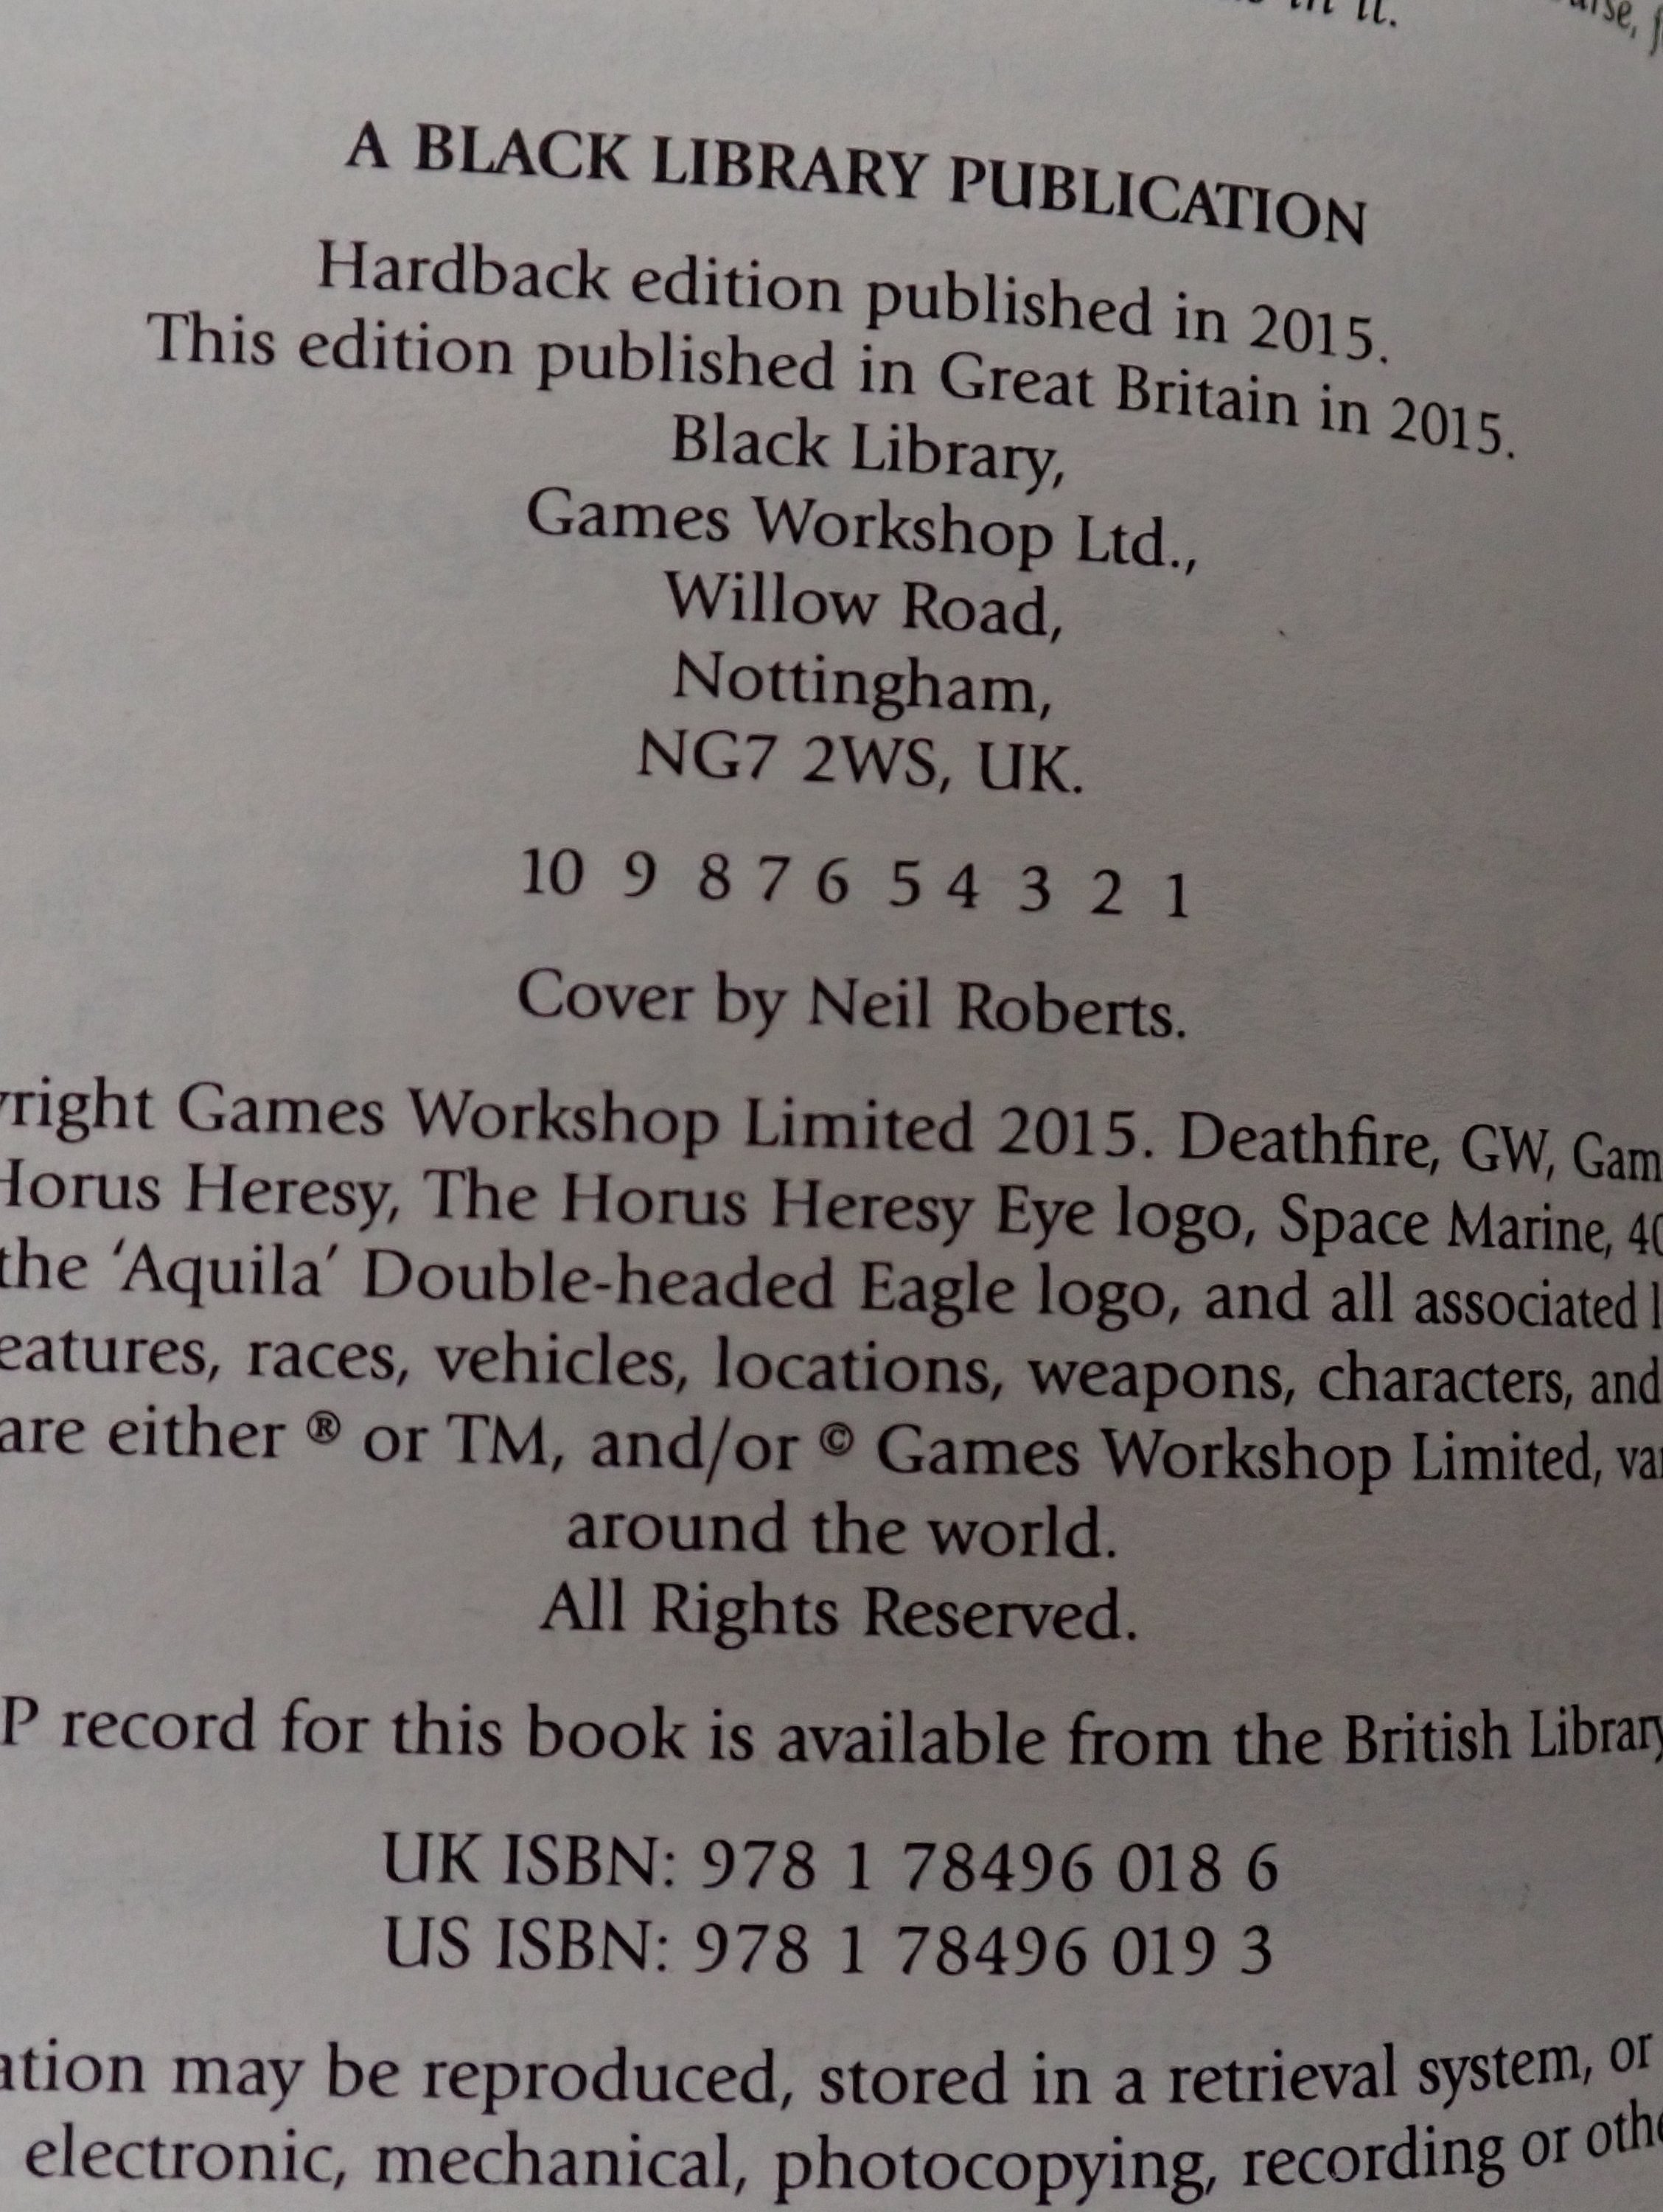 in it.
A BLACK LIBRARY PUBLICATION
Hardback edition published in 2015.
This edition published in Great Britain in 2015.
Black Library,
Games Workshop Ltd.,
Willow Road,
Nottingham,
NG7 2WS, UK.
10 9 8 7 6 5 4 3 2 1
Cover by Neil Roberts.
Games Workshop Limited 2015. Deathfire, GW,
Heresy, The Horus Heresy Eye logo, Space Marine,
the 'Aquila' Double-headed Eagle logo, and all associated
races, vehicles, locations, weapons, characters, and
are either ® or TM, and/or © Games Workshop Limited,
around the world.
All Rights Reserved.
record for this book is available from the British Library
UK ISBN: 978 1 78496 018 6
US ISBN: 978 1 78496 019 3
may be reproduced, stored in a retrieval system, or
electronic, mechanical, photocopying, recording or